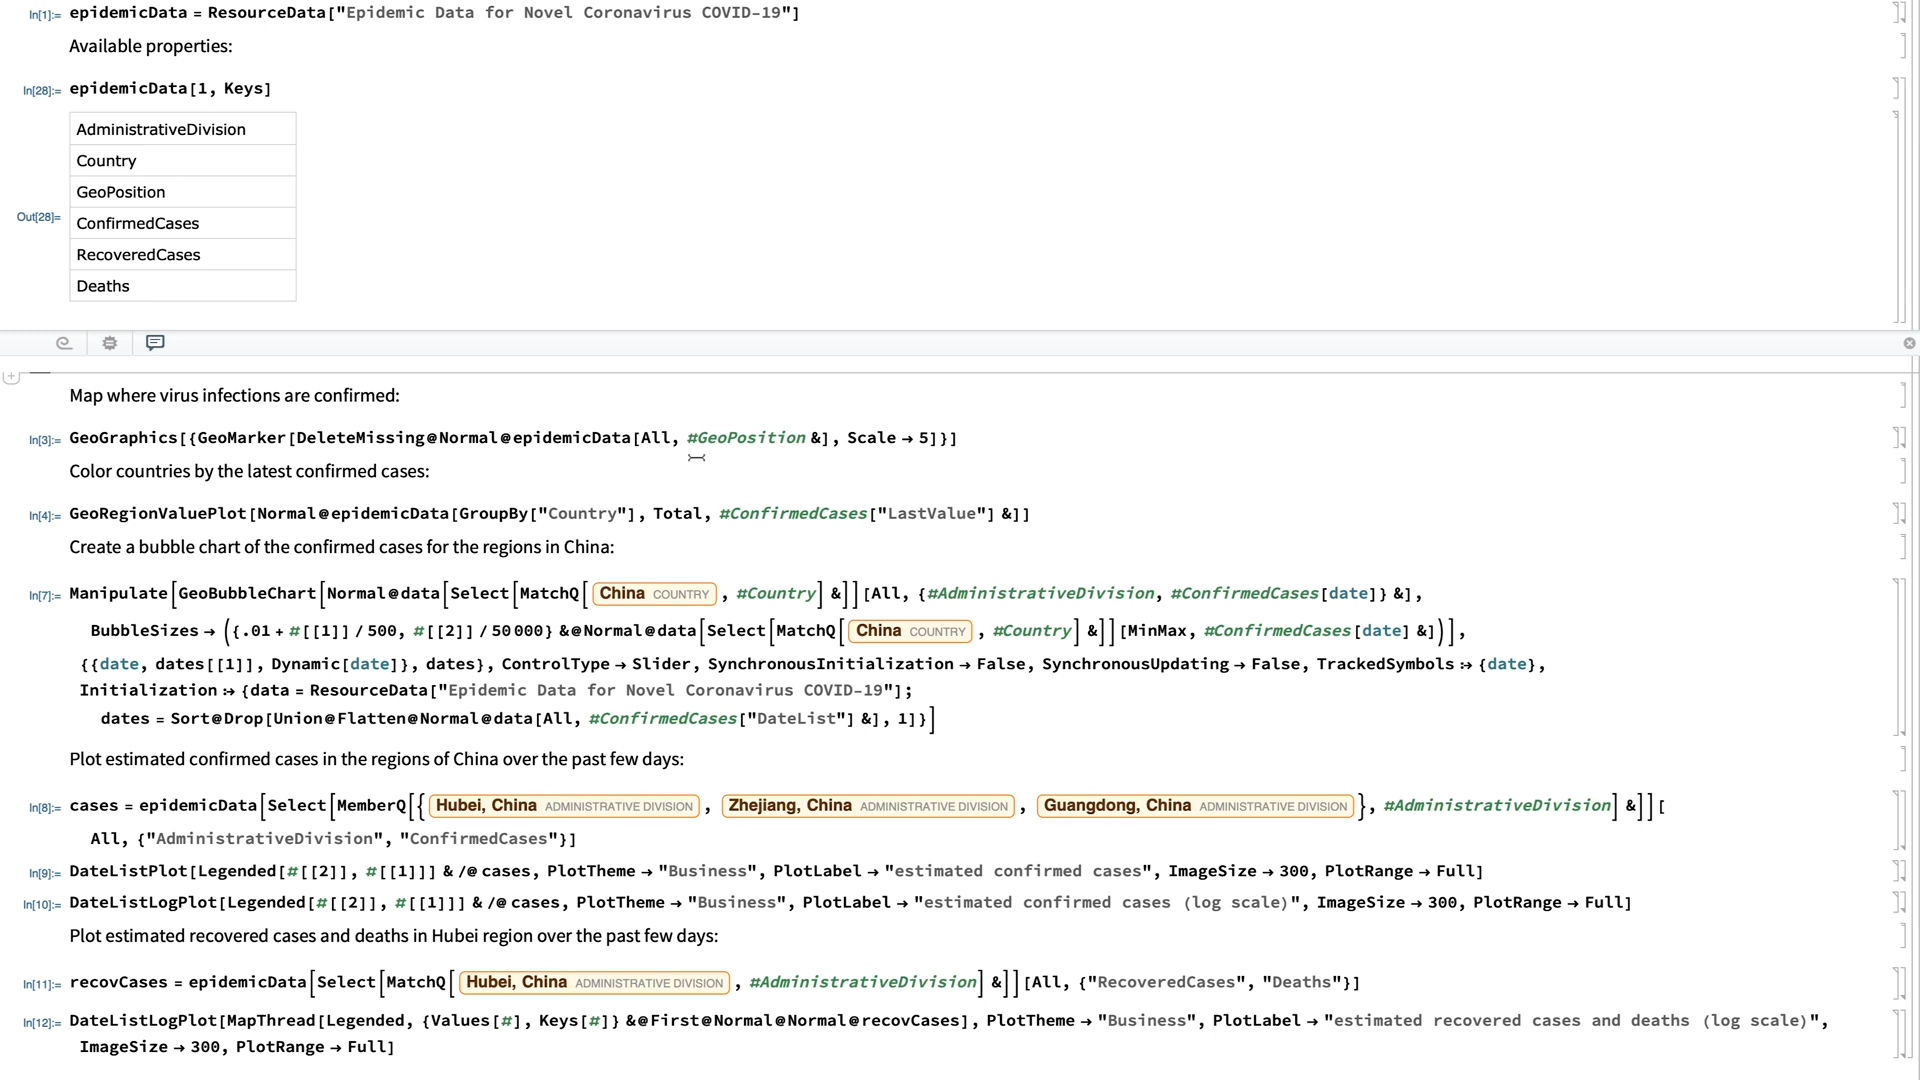 In[1]:= epidemicData = ResourceData["Epidemic Data for Novel Coronavirus COVID-19"]
Available properties:
In[28]:= epidemicData[1, Keys]
AdministrativeDivision
Country
GeoPosition
Out[28]= ConfirmedCases
RecoveredCases
Deaths
Map where virus infections are confirmed:
In[3]:= GeoGraphics[{GeoMarker[DeleteMissing@Normal@epidemicData[All, #GeoPosition &], Scale → 5]}]
Color countries by the latest confirmed cases:
In[4]:= GeoRegionValuePlot[Normal@epidemicData[GroupBy["Country"], Total, #ConfirmedCases["LastValue"] &]]
Create a bubble chart of the confirmed cases for the regions in China:
In[7]:= Manipulate[GeoBubbleChart[Normal@data[Select[MatchQ[ China COUNTRY , #Country] &]][All, {#AdministrativeDivision, #ConfirmedCases[date]} &],
BubbleSizes → ({.01 + #[[1]] / 500, #[[2]] / 50 000} &@Normal@data[Select[MatchQ[ China COUNTRY , #Country] &]][MinMax, #ConfirmedCases[date] &])],
{{date, dates[[1]], Dynamic[date]}, dates}, ControlType → Slider, SynchronousInitialization → False, SynchronousUpdating → False, TrackedSymbols :→ {date},
Initialization :→ {data = ResourceData["Epidemic Data for Novel Coronavirus COVID-19"];
dates = Sort@Drop[Union@Flatten@Normal@data[All, #ConfirmedCases["DateList"] &], 1]}]
Plot estimated confirmed cases in the regions of China over the past few days:
In[8]:= cases = epidemicData[Select[MemberQ[{ Hubei, China ADMINISTRATIVE DIVISION , Zhejiang, China ADMINISTRATIVE DIVISION , Guangdong, China ADMINISTRATIVE DIVISION }, #AdministrativeDivision] &]][
All, {"AdministrativeDivision", "ConfirmedCases"}]
In[9]:= DateListPlot[Legended[#[[2]], #[[1]]] & /@ cases, PlotTheme → "Business", PlotLabel → "estimated confirmed cases", ImageSize → 300, PlotRange → Full]
In[10]:= DateListLogPlot[Legended[#[[2]], #[[1]]] & /@ cases, PlotTheme → "Business", PlotLabel → "estimated confirmed cases (log scale)", ImageSize → 300, PlotRange → Full]
Plot estimated recovered cases and deaths in Hubei region over the past few days:
In[11]:= recovCases = epidemicData[Select[MatchQ[ Hubei, China ADMINISTRATIVE DIVISION , #AdministrativeDivision] &]][All, {"RecoveredCases", "Deaths"}]
In[12]:= DateListLogPlot[MapThread[Legended, {Values[#], Keys[#]} &@First@Normal@Normal@recovCases], PlotTheme → "Business", PlotLabel → "estimated recovered cases and deaths (log scale)",
ImageSize → 300, PlotRange → Full]